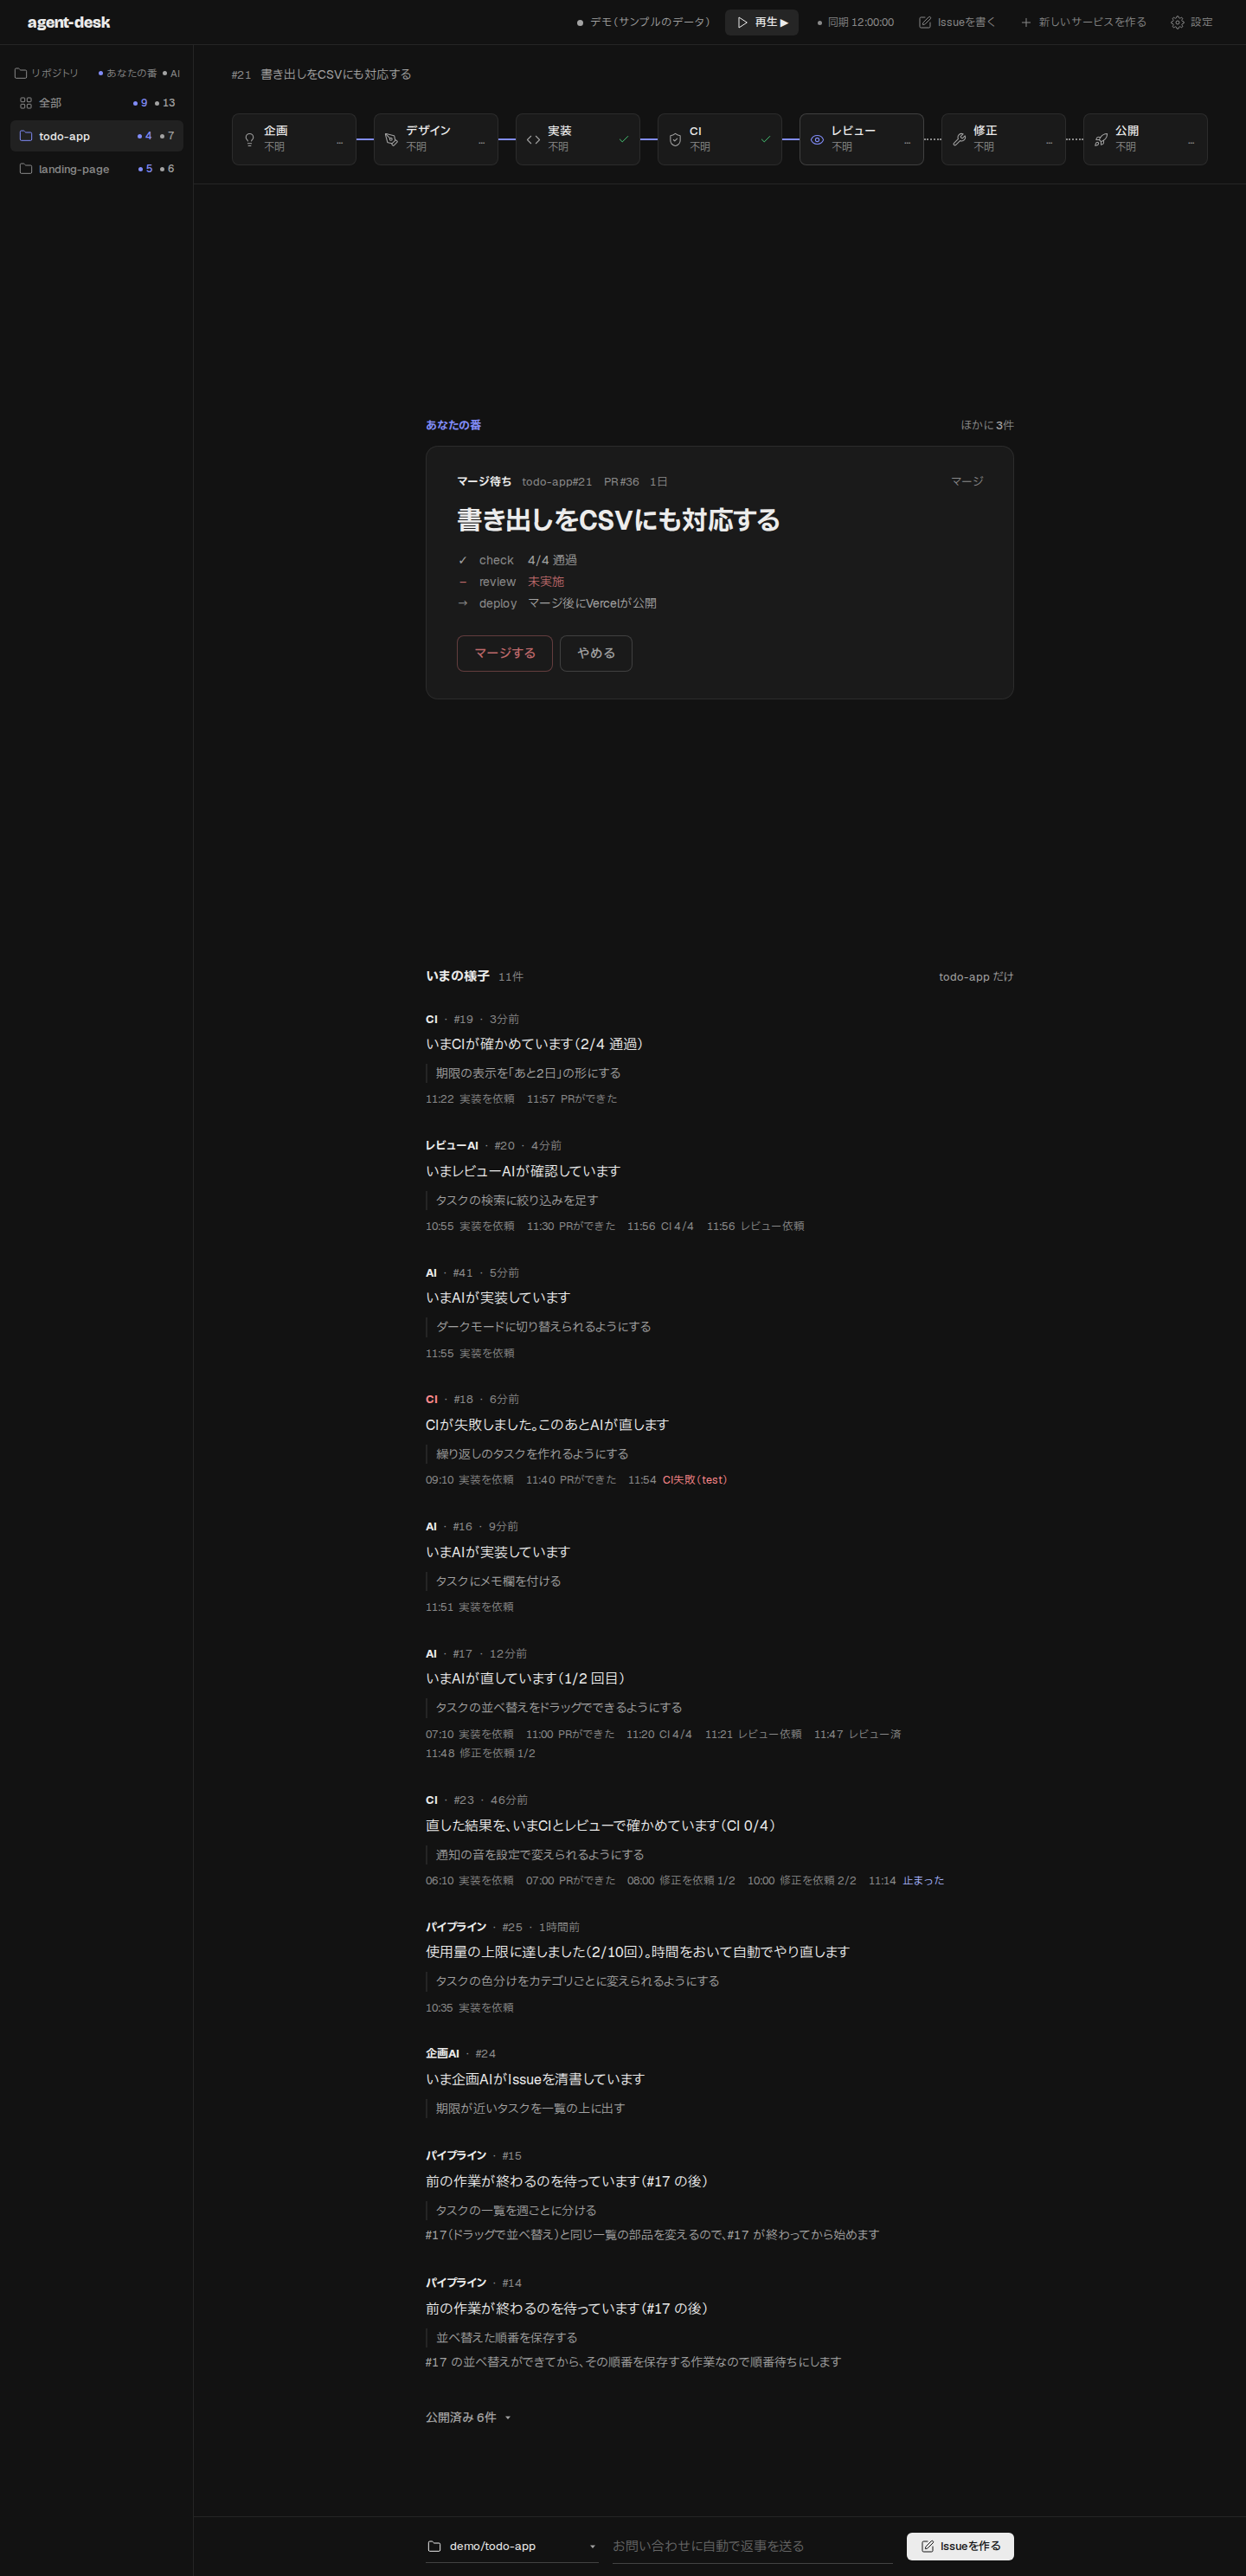 agent-desk
デモ（サンプルのデータ）
再生 ▶
同期 12:00:00
Issueを書く
新しいサービスを作る
設定
リポジトリ
あなたの番
AI
全部 9 13
todo-app 4 7
landing-page 5 6
#21 書き出しをCSVにも対応する
企画
不明 …
デザイン
不明 …
実装
不明 ✓
CI
不明 ✓
レビュー
不明 …
修正
不明 …
公開
不明 …
あなたの番
ほかに 3件
マージ待ち todo-app#21 PR #36 1日
マージ
書き出しをCSVにも対応する
✓ check 4/4 通過
– review 未実施
→ deploy マージ後にVercelが公開
マージする
やめる
いまの様子 11件
todo-app だけ
CI · #19 · 3分前
いまCIが確かめています（2/4 通過）
期限の表示を「あと2日」の形にする
11:22 実装を依頼 11:57 PRができた
レビューAI · #20 · 4分前
いまレビューAIが確認しています
タスクの検索に絞り込みを足す
10:55 実装を依頼 11:30 PRができた 11:56 CI 4/4 11:56 レビュー依頼
AI · #41 · 5分前
いまAIが実装しています
ダークモードに切り替えられるようにする
11:55 実装を依頼
CI · #18 · 6分前
CIが失敗しました。このあとAIが直します
繰り返しのタスクを作れるようにする
09:10 実装を依頼 11:40 PRができた 11:54 CI失敗（test）
AI · #16 · 9分前
いまAIが実装しています
タスクにメモ欄を付ける
11:51 実装を依頼
AI · #17 · 12分前
いまAIが直しています（1/2 回目）
タスクの並べ替えをドラッグでできるようにする
07:10 実装を依頼 11:00 PRができた 11:20 CI 4/4 11:21 レビュー依頼 11:47 レビュー済
11:48 修正を依頼 1/2
CI · #23 · 46分前
直した結果を、いまCIとレビューで確かめています（CI 0/4）
通知の音を設定で変えられるようにする
06:10 実装を依頼 07:00 PRができた 08:00 修正を依頼 1/2 10:00 修正を依頼 2/2 11:14 止まった
パイプライン · #25 · 1時間前
使用量の上限に達しました（2/10回）。時間をおいて自動でやり直します
タスクの色分けをカテゴリごとに変えられるようにする
10:35 実装を依頼
企画AI · #24
いま企画AIがIssueを清書しています
期限が近いタスクを一覧の上に出す
パイプライン · #15
前の作業が終わるのを待っています（#17 の後）
タスクの一覧を週ごとに分ける
#17（ドラッグで並べ替え）と同じ一覧の部品を変えるので、#17 が終わってから始めます
パイプライン · #14
前の作業が終わるのを待っています（#17 の後）
並べ替えた順番を保存する
#17 の並べ替えができてから、その順番を保存する作業なので順番待ちにします
公開済み 6件
demo/todo-app
お問い合わせに自動で返事を送る
Issueを作る